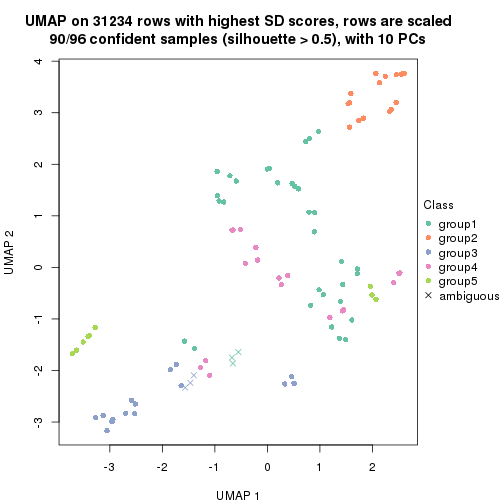 UMAP on 31234 rows with highest SD scores, rows are scaled
90/96 confident samples (silhouette > 0.5), with 10 PCs
4
3
2
1
0
-1
-2
-3
UMAP 2
-3 -2 -1 0 1 2
UMAP 1
Class
group1
group2
group3
group4
group5
ambiguous